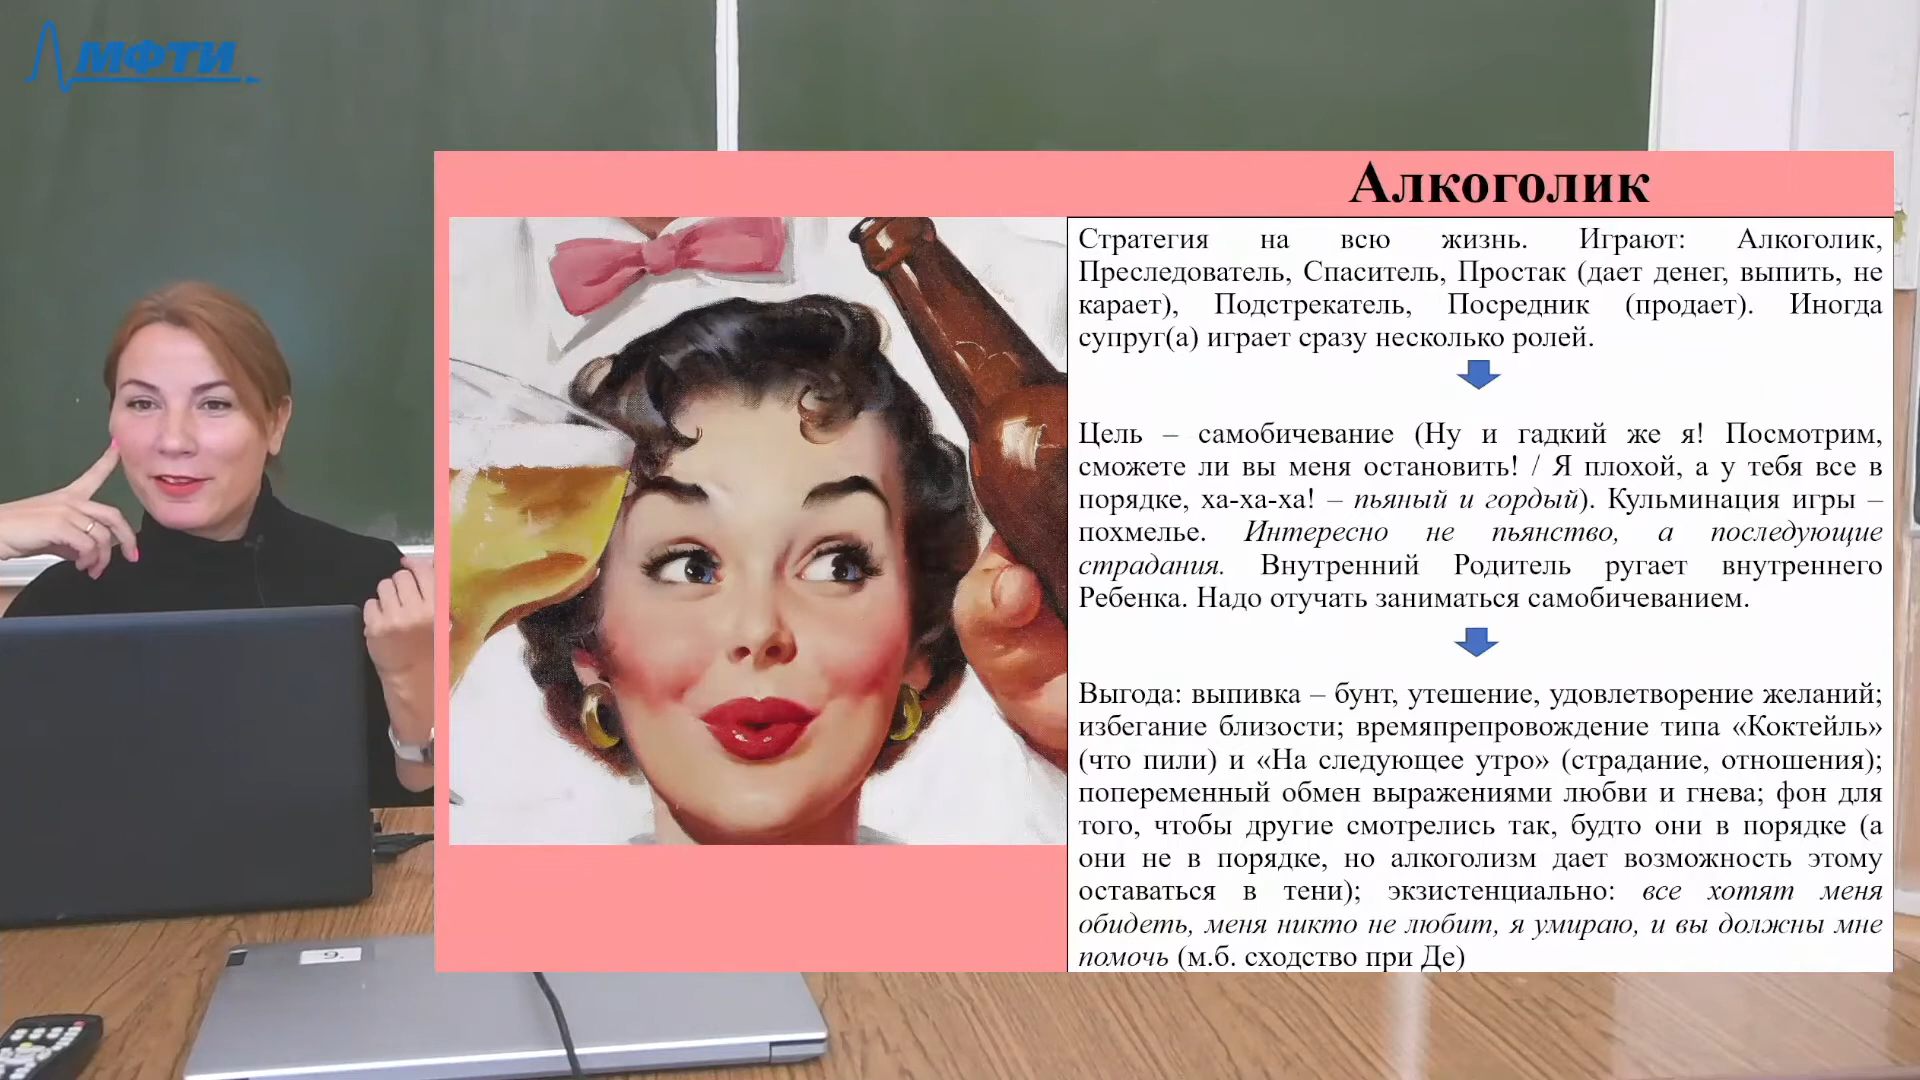 МФТИ
Алкоголик
Стратегия на всю жизнь. Играют: Алкоголик,
Преследователь, Спаситель, Простак (дает денег, выпить, не
карает), Подстрекатель, Посредник (продает). Иногда
супруг(а) играет сразу несколько ролей.
Цель – самобичевание (Ну и гадкий же я! Посмотрим,
сможете ли вы меня остановить! / Я плохой, а у тебя все в
порядке, ха-ха-ха! – пьяный и гордый). Кульминация игры –
похмелье. Интересно не пьянство, а последующие
страдания. Внутренний Родитель ругает внутреннего
Ребенка. Надо отучать заниматься самобичеванием.
Выгода: выпивка – бунт, утешение, удовлетворение желаний;
избегание близости; времяпрепровождение типа «Коктейль»
(что пили) и «На следующее утро» (страдание, отношения);
попеременный обмен выражениями любви и гнева; фон для
того, чтобы другие смотрелись так, будто они в порядке (а
они не в порядке, но алкоголизм дает возможность этому
оставаться в тени); экзистенциально: все хотят меня
обидеть, меня никто не любит, я умираю, и вы должны мне
помочь (м.б. сходство при Де)
9.